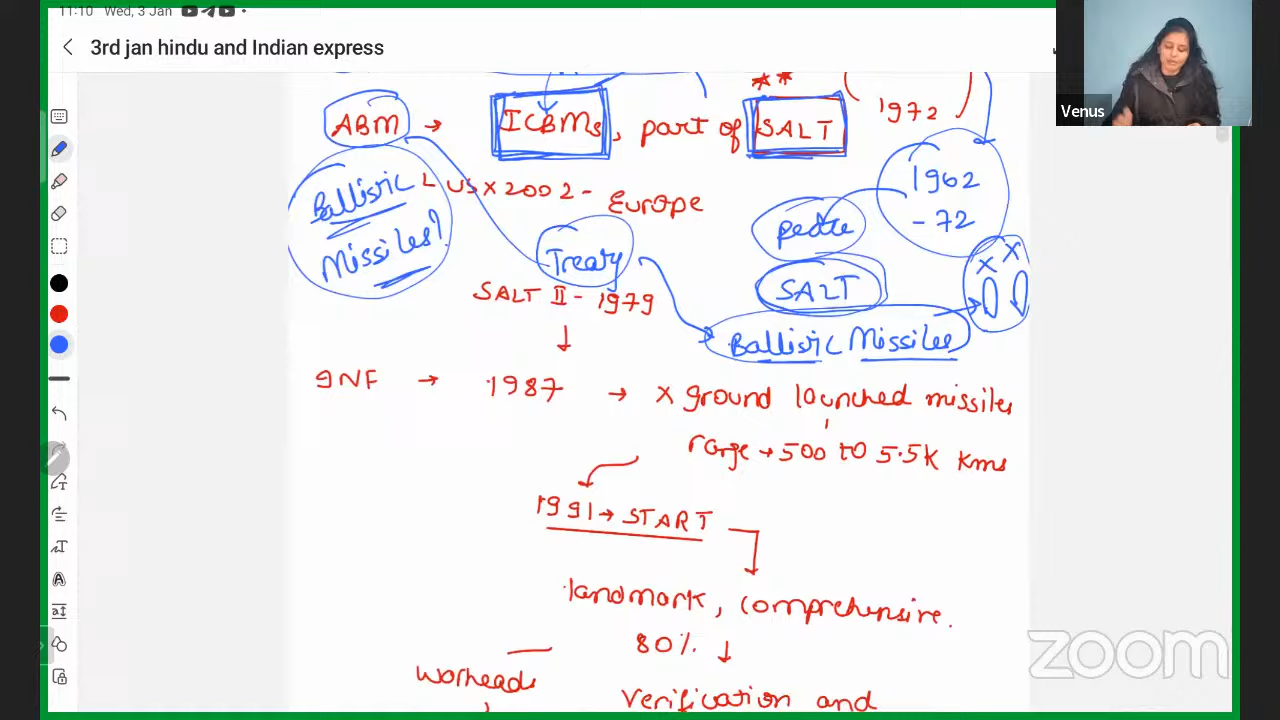 11:10 Wed, 3 Jan
3rd jan hindu and Indian express
Venus
**
ABM → ICBMs, part of SALT
1972
1962
- 72
Ballistic
Missiles?
L US X 2002 - Europe
peace
Treaty
SALT
x x
SALT II - 1979
Ballistic Missiles
INF → 1987 → X ground launched missiles
range → 500 to 5.5K Kms
1991 → START
landmark, comprehensive.
80%
warheads
verification and
zoom